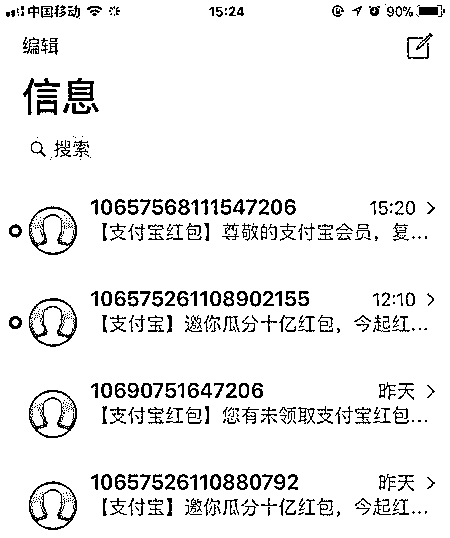 中国移动 15:24 90%
编辑
信息
搜索
10657568111547206 15:20
【支付宝红包】尊敬的支付宝会员，复...
106575261108902155 12:10
【支付宝】邀你瓜分十亿红包，今起红...
10690751647206 昨天
【支付宝红包】您有未领取支付宝红包...
10657526110880792 昨天
【支付宝】邀你瓜分十亿红包，今起红...